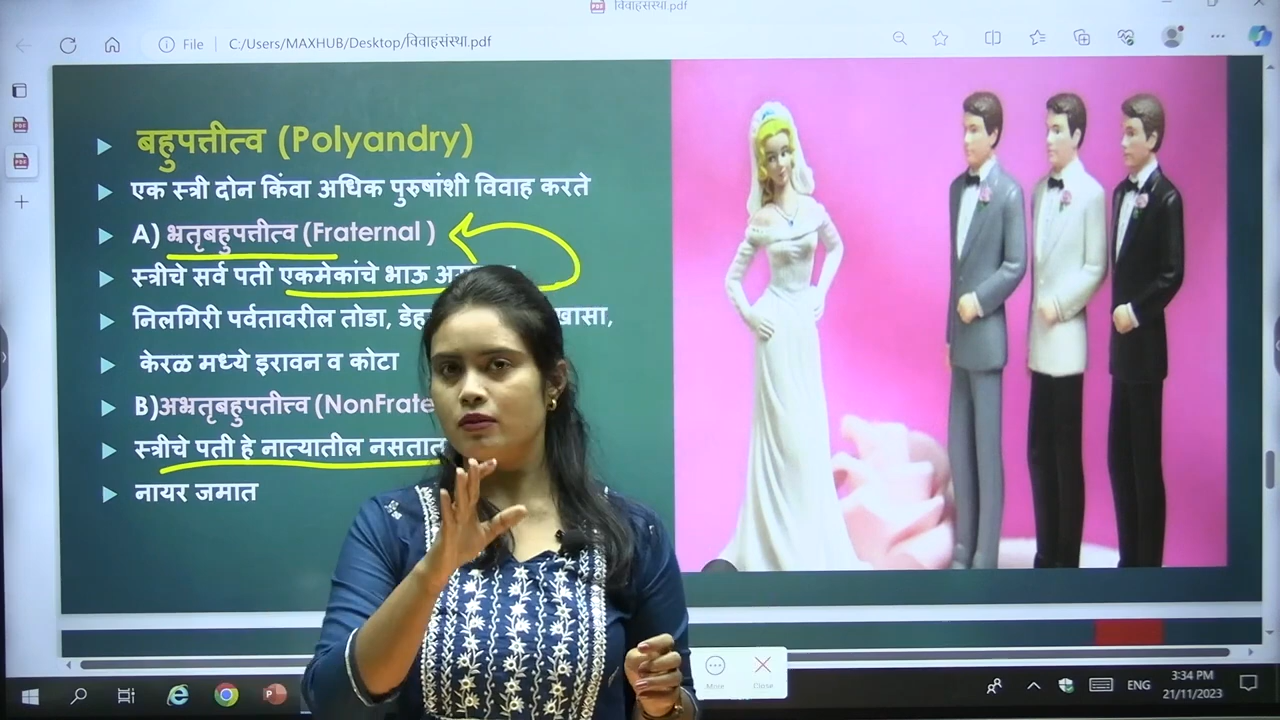 विवाहसंस्था.pdf
File
C:/Users/MAXHUB/Desktop/विवाहसंस्था.pdf
बहुपत्तीत्त्व (Polyandry)
एक स्त्री दोन किंवा अधिक पुरुषांशी विवाह करते
A) भ्रतृबहुपत्तीत्त्व (Fraternal )
स्त्रीचे सर्व पती एकमेकांचे भाऊ
निलगिरी पर्वतावरील तोडा, खासा,
केरळ मध्ये इरावन व कोटा
B)अभ्रतृबहुपतीत्त्व (NonFrate
स्त्रीचे पती हे नात्यातील नसतात
नायर जमात
More
Close
ENG
3:34 PM
21/11/2023